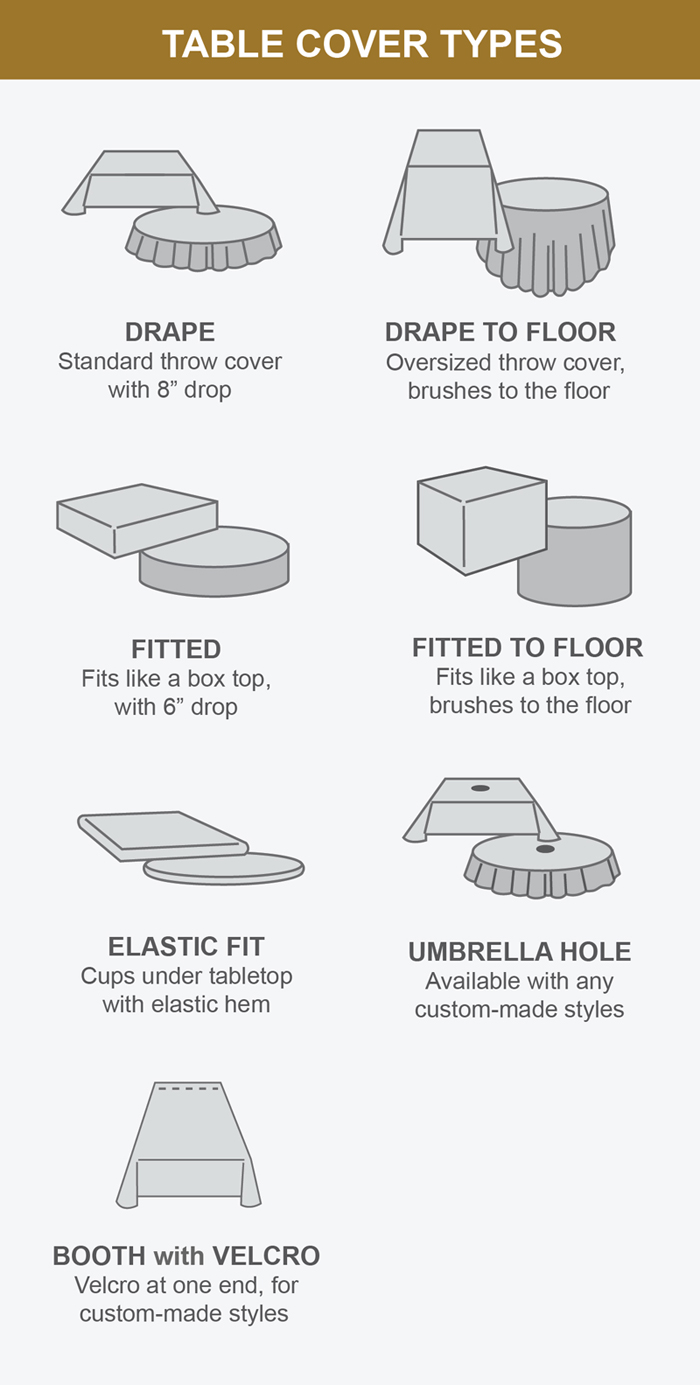 TABLE COVER TYPES
DRAPE
Standard throw cover
with 8” drop
DRAPE TO FLOOR
Oversized throw cover,
brushes to the floor
FITTED
Fits like a box top,
with 6” drop
FITTED TO FLOOR
Fits like a box top,
brushes to the floor
ELASTIC FIT
Cups under tabletop
with elastic hem
UMBRELLA HOLE
Available with any
custom-made styles
BOOTH with VELCRO
Velcro at one end, for
custom-made styles